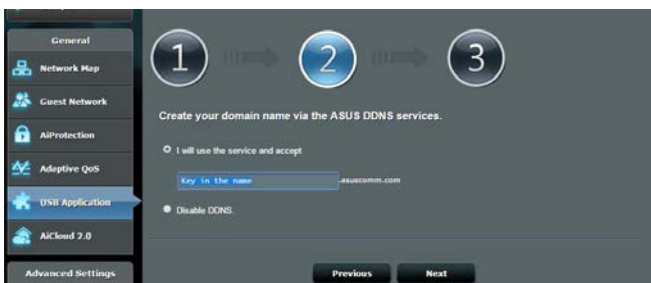 General
Network Map
Guest Network
AiProtection
Adaptive QoS
USB Application
AiCloud 2.0
Advanced Settings
1
2
3
Create your domain name via the ASUS DDNS services.
I will use the service and accept
Key in the name .asuscomm.com
Disable DDNS.
Previous Next